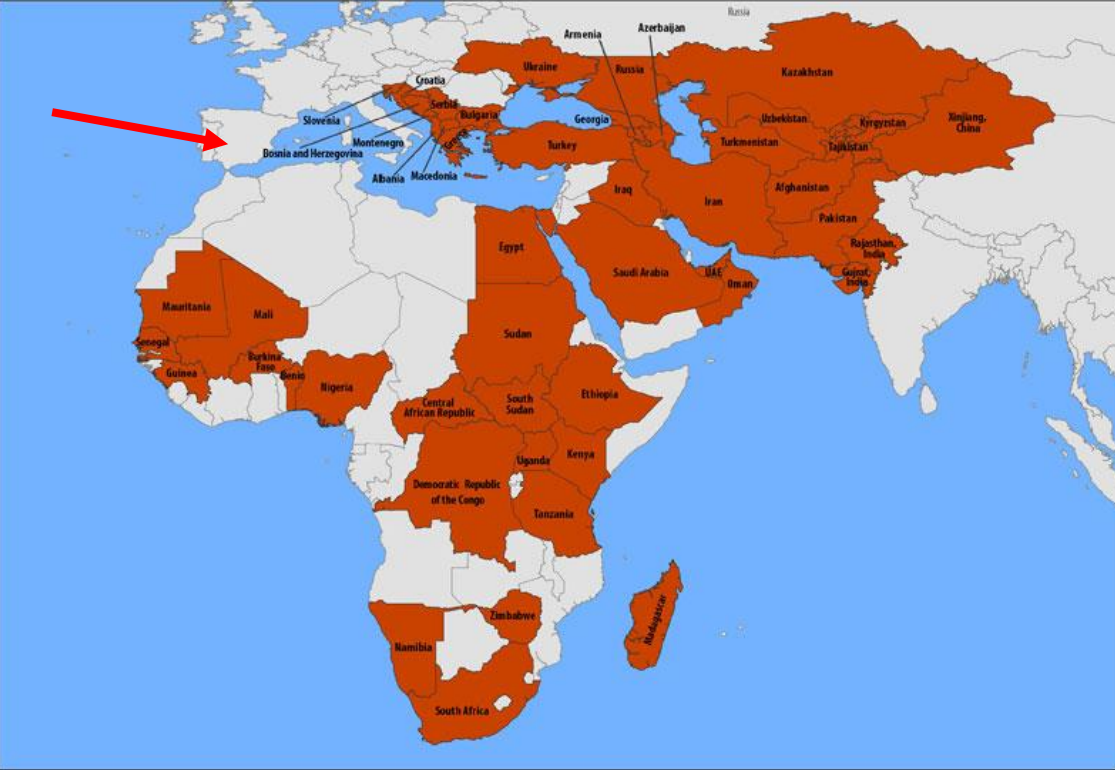 Russia
Armenia
Azerbaijan
Ukraine
Russia
Kazakhstan
Croatia
Serbia
Bulgaria
Slovenia
Georgia
Uzbekistan
Kyrgyzstan
Xinjiang,
China
Bosnia and Herzegovina
Montenegro
Greece
Turkey
Turkmenistan
Tajikistan
Albania
Macedonia
Iraq
Iran
Afghanistan
Pakistan
Egypt
Rajasthan,
India
Saudi Arabia
UAE
Oman
Gujrat,
India
Mauritania
Mali
Sudan
Senegal
Burkina
Faso
Guinea
Benin
Nigeria
Central
African Republic
South
Sudan
Ethiopia
Uganda
Kenya
Democratic Republic
of the Congo
Tanzania
Zimbabwe
Madagascar
Namibia
South Africa